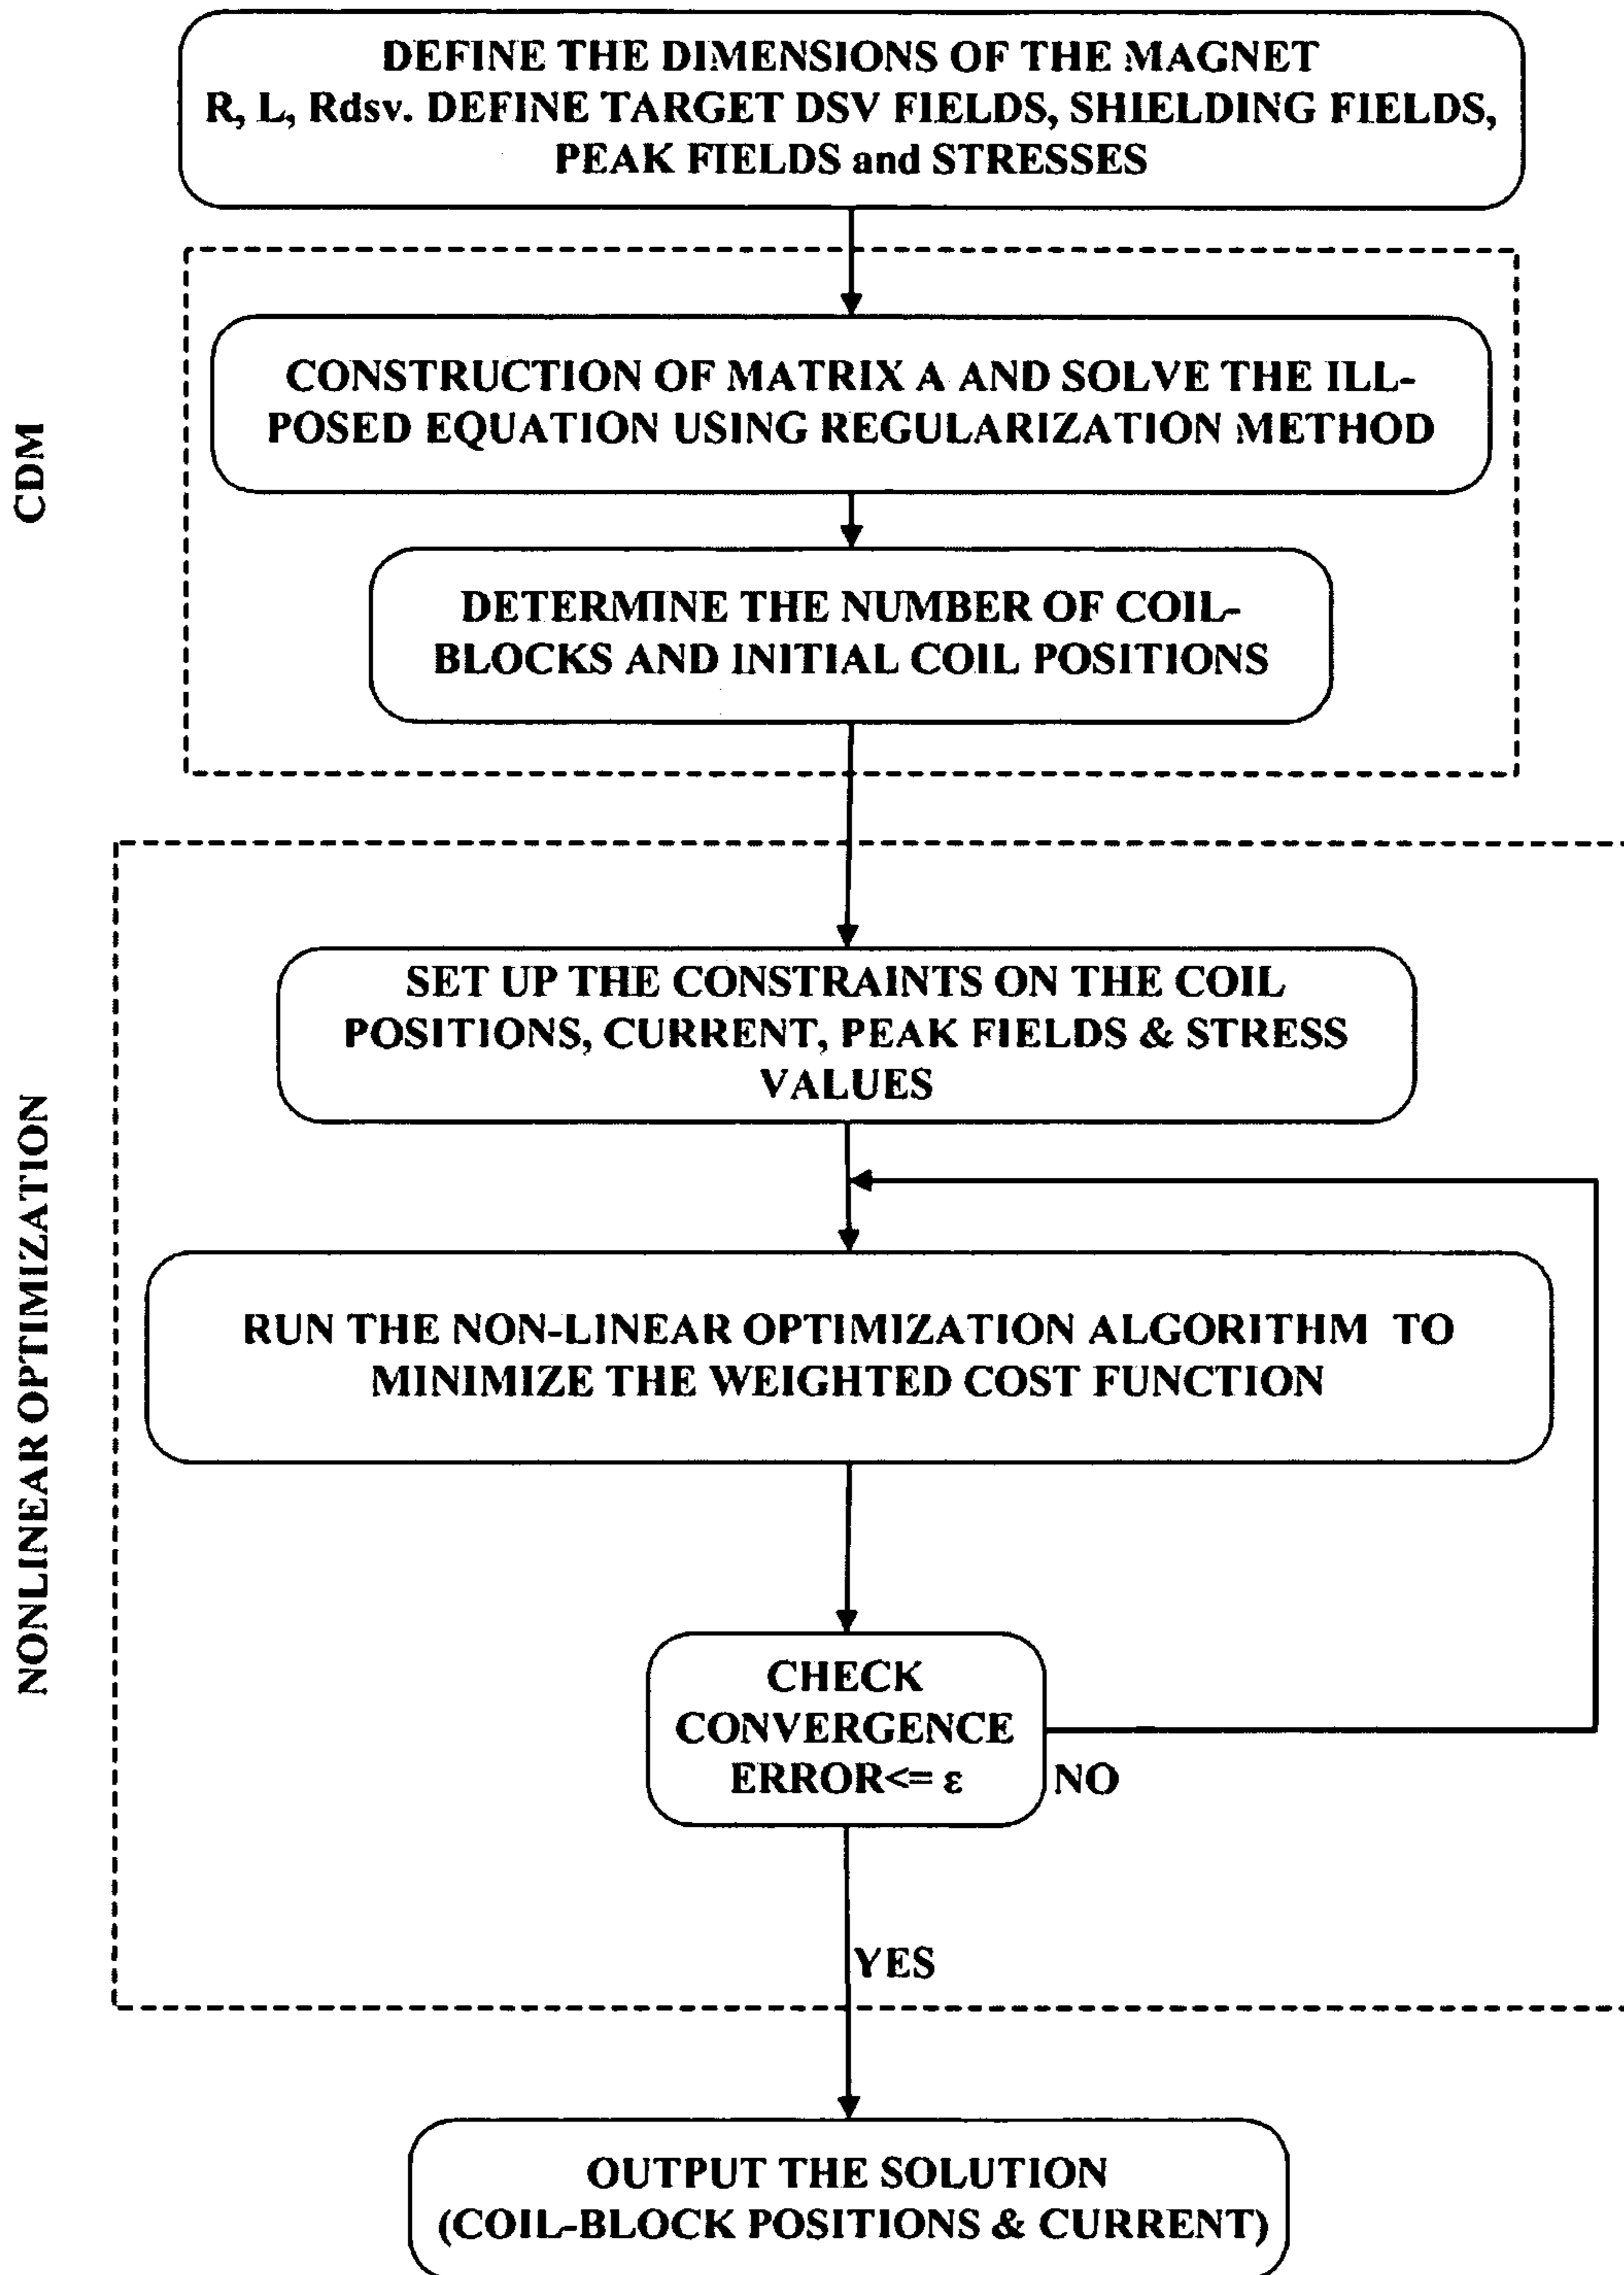 DEFINE THE DIMENSIONS OF THE MAGNET
R, L, Rdsv. DEFINE TARGET DSV FIELDS, SHIELDING FIELDS,
PEAK FIELDS and STRESSES
CDM
CONSTRUCTION OF MATRIX A AND SOLVE THE ILL-
POSED EQUATION USING REGULARIZATION METHOD
DETERMINE THE NUMBER OF COIL-
BLOCKS AND INITIAL COIL POSITIONS
NONLINEAR OPTIMIZATION
SET UP THE CONSTRAINTS ON THE COIL
POSITIONS, CURRENT, PEAK FIELDS & STRESS
VALUES
RUN THE NON-LINEAR OPTIMIZATION ALGORITHM TO
MINIMIZE THE WEIGHTED COST FUNCTION
CHECK
CONVERGENCE
ERROR<= ε
NO
YES
OUTPUT THE SOLUTION
(COIL-BLOCK POSITIONS & CURRENT)